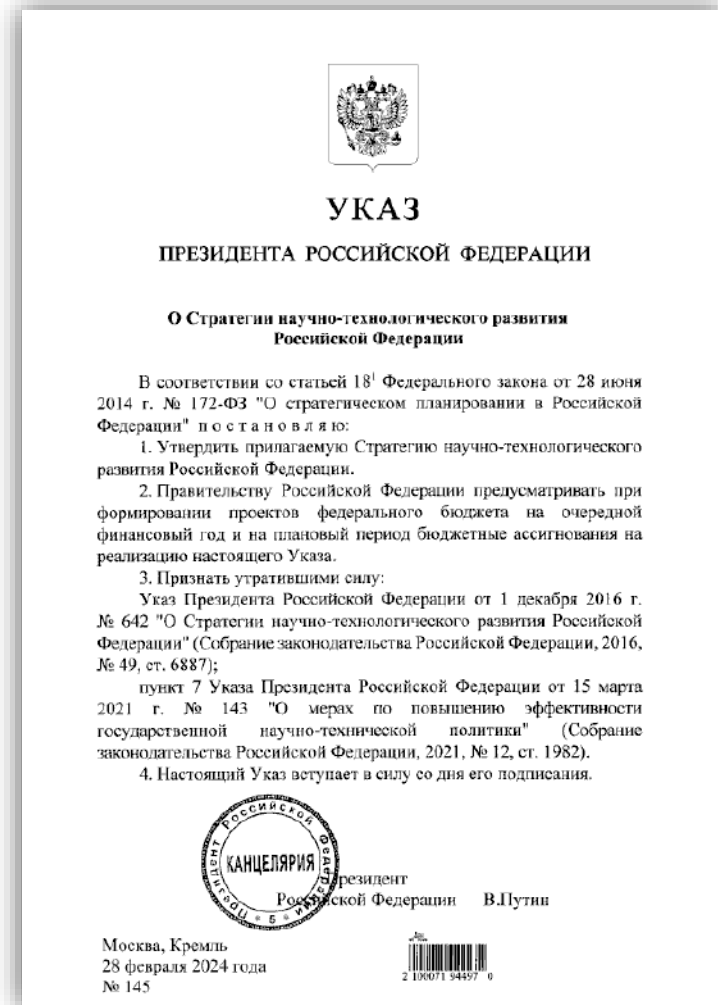 УКАЗ
ПРЕЗИДЕНТА РОССИЙСКОЙ ФЕДЕРАЦИИ
О Стратегии научно-технологического развития
Российской Федерации
В соответствии со статьей 18¹ Федерального закона от 28 июня
2014 г. № 172-ФЗ "О стратегическом планировании в Российской
Федерации" п о с т а н о в л я ю:
1. Утвердить прилагаемую Стратегию научно-технологического
развития Российской Федерации.
2. Правительству Российской Федерации предусматривать при
формировании проектов федерального бюджета на очередной
финансовый год и на плановый период бюджетные ассигнования на
реализацию настоящего Указа.
3. Признать утратившими силу:
Указ Президента Российской Федерации от 1 декабря 2016 г.
№ 642 "О Стратегии научно-технологического развития Российской
Федерации" (Собрание законодательства Российской Федерации, 2016,
№ 49, ст. 6887);
пункт 7 Указа Президента Российской Федерации от 15 марта
2021 г. № 143 "О мерах по повышению эффективности
государственной научно-технической политики" (Собрание
законодательства Российской Федерации, 2021, № 12, ст. 1982).
4. Настоящий Указ вступает в силу со дня его подписания.
Президент Российской Федерации
КАНЦЕЛЯРИЯ
* 5 *
Президент
Российской Федерации В.Путин
Москва, Кремль
28 февраля 2024 года
№ 145
2 100071 94497 0